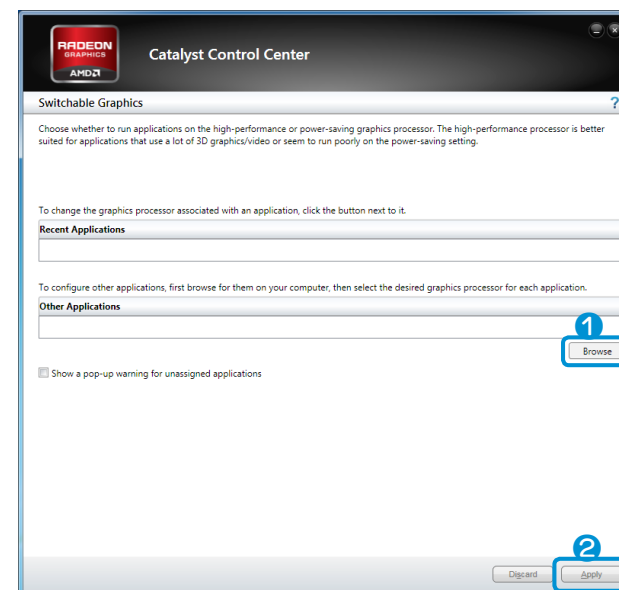 RADEON
GRAPHICS
AMD
Catalyst Control Center
Switchable Graphics
?
Choose whether to run applications on the high-performance or power-saving graphics processor. The high-performance processor is better
suited for applications that use a lot of 3D graphics/video or seem to run poorly on the power-saving setting.
To change the graphics processor associated with an application, click the button next to it.
Recent Applications
To configure other applications, first browse for them on your computer, then select the desired graphics processor for each application.
Other Applications
1
Browse
Show a pop-up warning for unassigned applications
2
Discard Apply